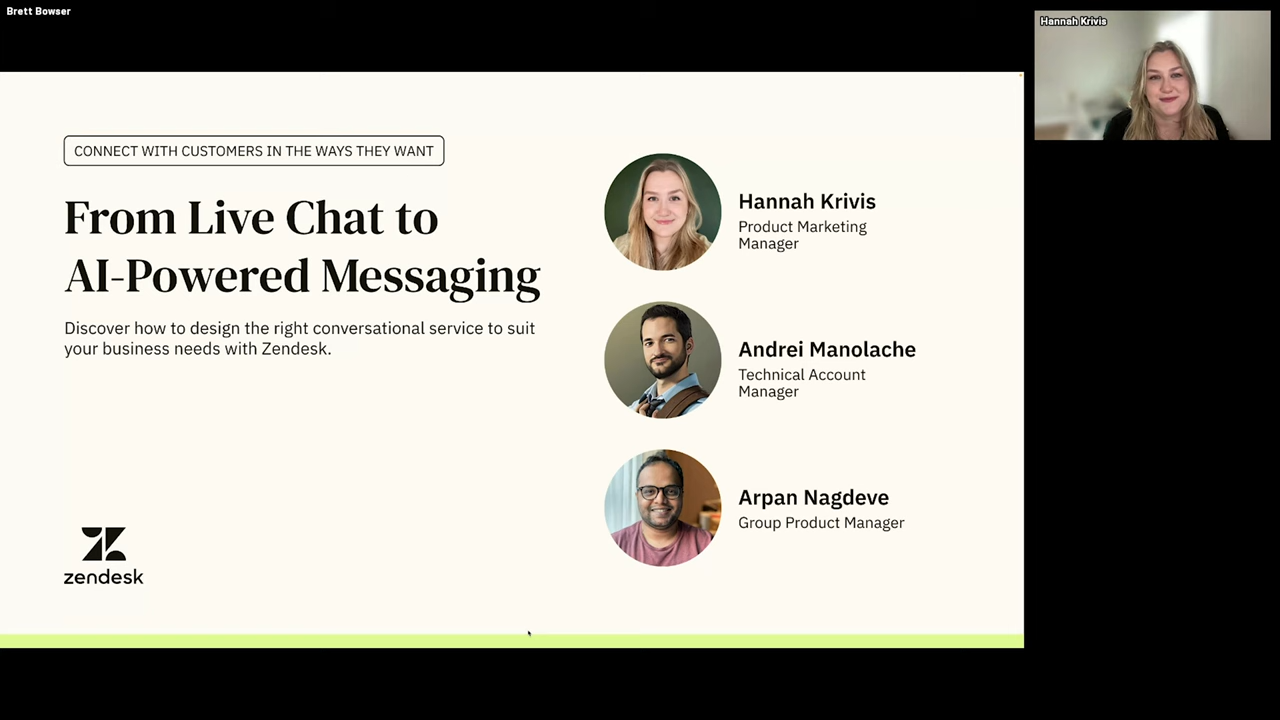 Brett Bowser
Hannah Krivis
CONNECT WITH CUSTOMERS IN THE WAYS THEY WANT
From Live Chat to
AI-Powered Messaging
Discover how to design the right conversational service to suit
your business needs with Zendesk.
Hannah Krivis
Product Marketing
Manager
Andrei Manolache
Technical Account
Manager
Arpan Nagdeve
Group Product Manager
zendesk